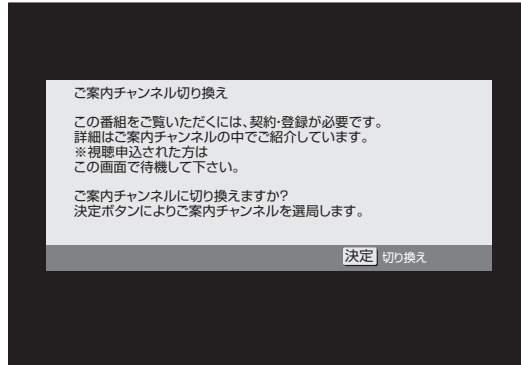 ご案内チャンネル切り換え
この番組をご覧いただくには、契約・登録が必要です。
詳細はご案内チャンネルの中でご紹介しています。
※視聴申込された方は
この画面で待機して下さい。
ご案内チャンネルに切り換えますか?
決定ボタンによりご案内チャンネルを選局します。
決定 切り換え